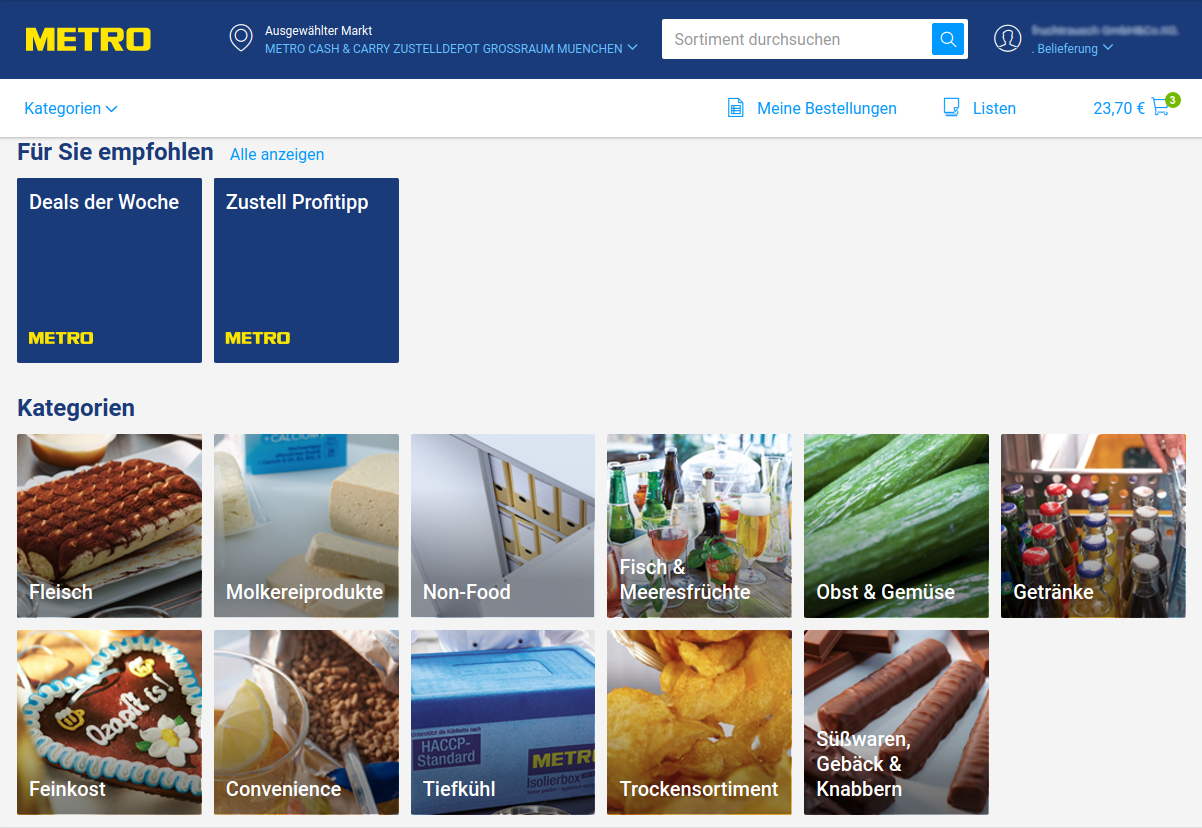 METRO
Ausgewählter Markt
METRO CASH & CARRY ZUSTELLDEPOT GROSSRAUM MUENCHEN
Sortiment durchsuchen
. Belieferung
Kategorien
Meine Bestellungen
Listen
23,70 €
3
Für Sie empfohlen
Alle anzeigen
Deals der Woche
METRO
Zustell Profitipp
METRO
Kategorien
Fleisch
+ CALCIUM
Molkereiprodukte
Non-Food
Fisch &
Meeresfrüchte
Obst & Gemüse
Getränke
Ozapft is!
Feinkost
Convenience
HACCP-
Standard
METRO
Isolierbox
Tiefkühl
Trockensortiment
Süßwaren,
Gebäck &
Knabbern